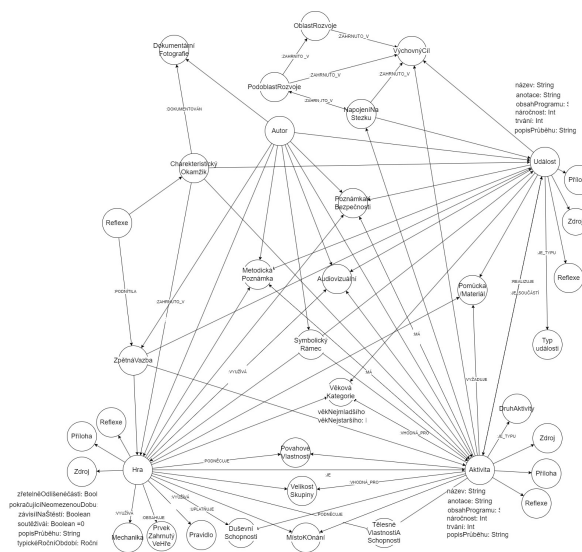 OblastRozvoje
Dokumentární
Fotografie
ZAHRNUTO_V
VýchovnýCíl
ZAHRNUTO_V
ZAHRNUTO_V
ZAHRNUTO_V
PodoblastRozvoje
název: String
anotace: String
obsahProgramu: S
náročnost: Int
trvání: Int
popisPrůběhu: String
ZAHRNUTO_V
NapojeníNa
Stezku
DOKUMENTOVÁN
Autor
Charekteristický
Okamžik
Událost
Příloha
Poznámka
Bezpečnosti
Reflexe
Zdroj
JE_TYPU
Metodická
Poznámka
Audiovizuální
Reflexe
Pomůcka
/Materiál
REALIZUJE
JE_SOUČÁSTÍ
PODNÍTILA
ZAHRNUTO_V
Symbolický
Rámec
MÁ
Typ
události
ZpětnáVazba
VYUŽÍVÁ
MÁ
VYŽADUJE
Věková
Kategorie
věkNejmladšího
věkNejstaršího:
DruhAktivity
VHODNÁ_PRO
JE_TYPU
Reflexe
Příloha
Zdroj
Povahové
Vlastnosti
PODNĚCUJE
Zdroj
Hra
JE
Aktivita
Příloha
VHODNÁ_PRO
Velikost
Skupiny
Reflexe
zřetelněOdlišenéčásti: Bool
pokračujícíNeomezenouDobu
závisíNaŠtěstí: Boolean
soutěživá: Boolean =0
popisPrůběhu: String
typickéRočníObdobí: Roční
název: String
anotace: String
obsahProgramu: S
náročnost: Int
trvání: Int
popisPrůběhu: String
VYUŽÍVÁ
VYUŽÍVÁ
OBSAHUJE
UPLATŇUJE
PODNĚCUJE
Mechanika
Prvek
Zahrnutý
VeHře
Pravidlo
Duševní
Schopnosti
MístoKOnání
Tělesné
VlastnostiA
Schopnosti